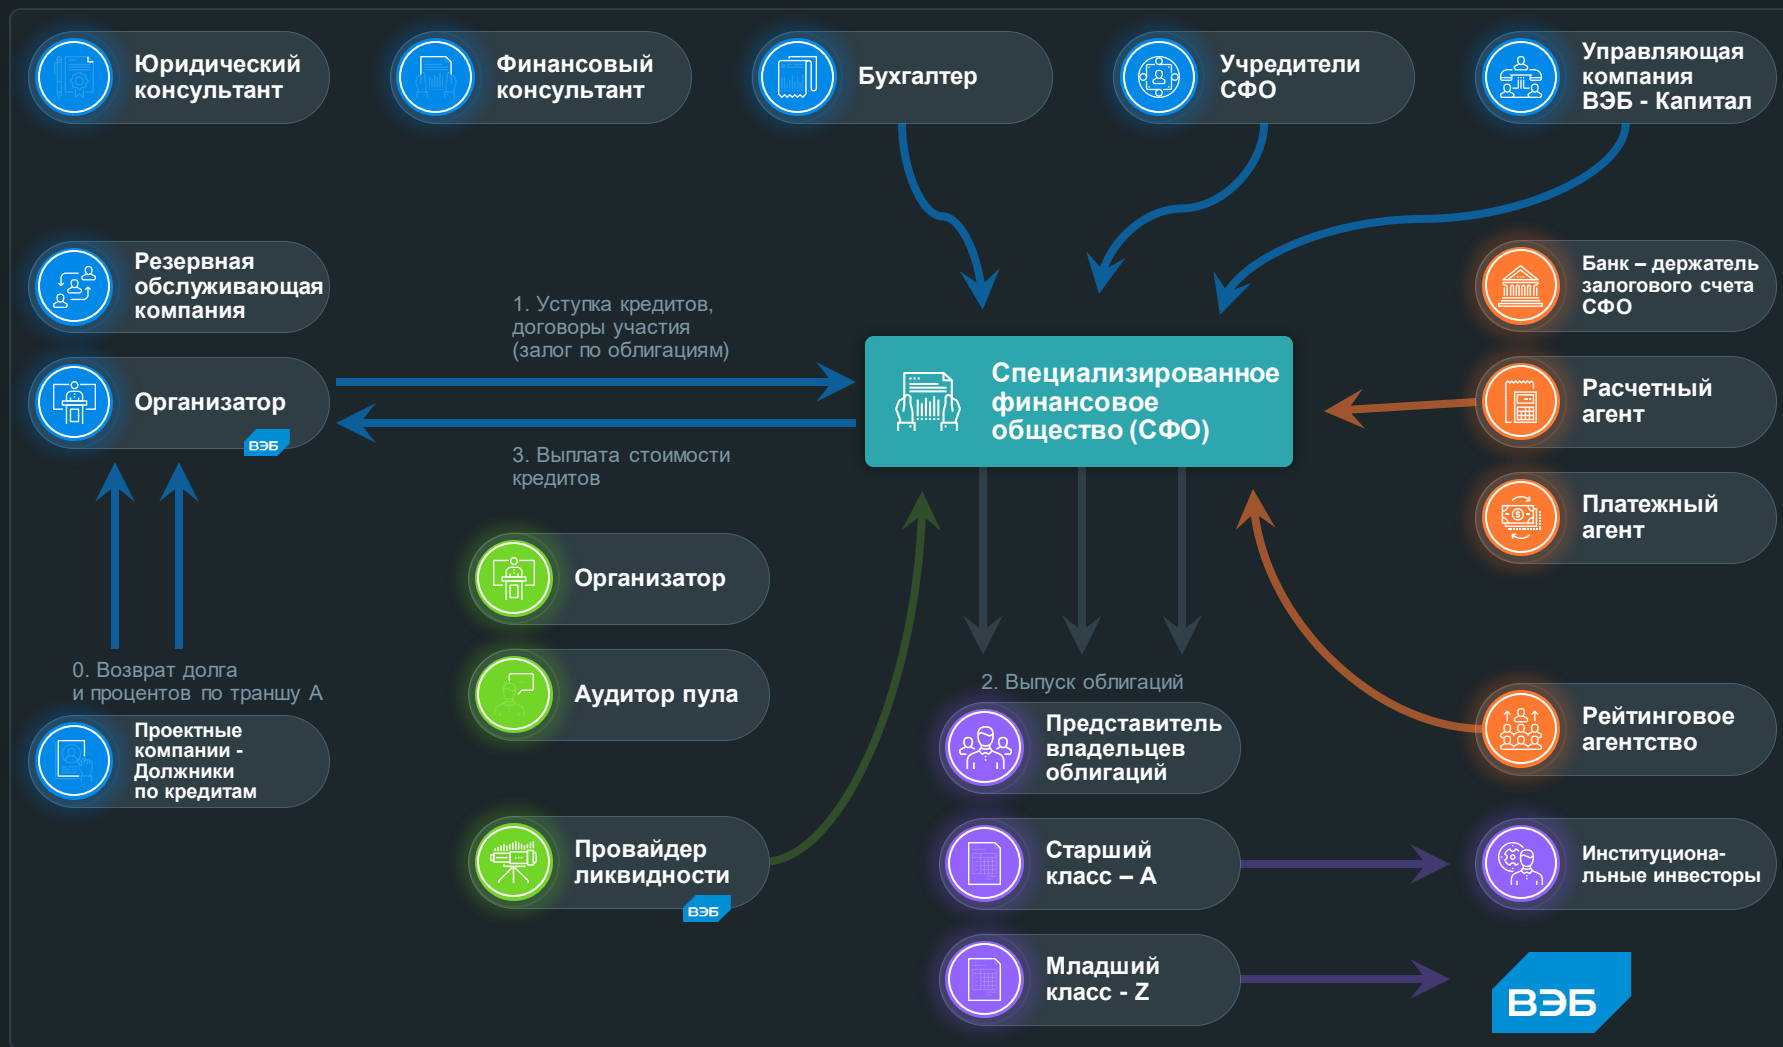 Юридический
консультант
Финансовый
консультант
Бухгалтер
Учредители
СФО
Управляющая
компания
ВЭБ - Капитал
Резервная
обслуживающая
компания
1. Уступка кредитов,
договоры участия
(залог по облигациям)
Банк – держатель
залогового счета
СФО
Организатор
ВЭБ
Специализированное
финансовое
общество (СФО)
Расчетный
агент
3. Выплата стоимости
кредитов
Платежный
агент
Организатор
0. Возврат долга
и процентов по траншу А
Аудитор пула
2. Выпуск облигаций
Проектные
компании -
Должники
по кредитам
Представитель
владельцев
облигаций
Рейтинговое
агентство
Провайдер
ликвидности
ВЭБ
Старший
класс – А
Институциона-
льные инвесторы
Младший
класс - Z
ВЭБ